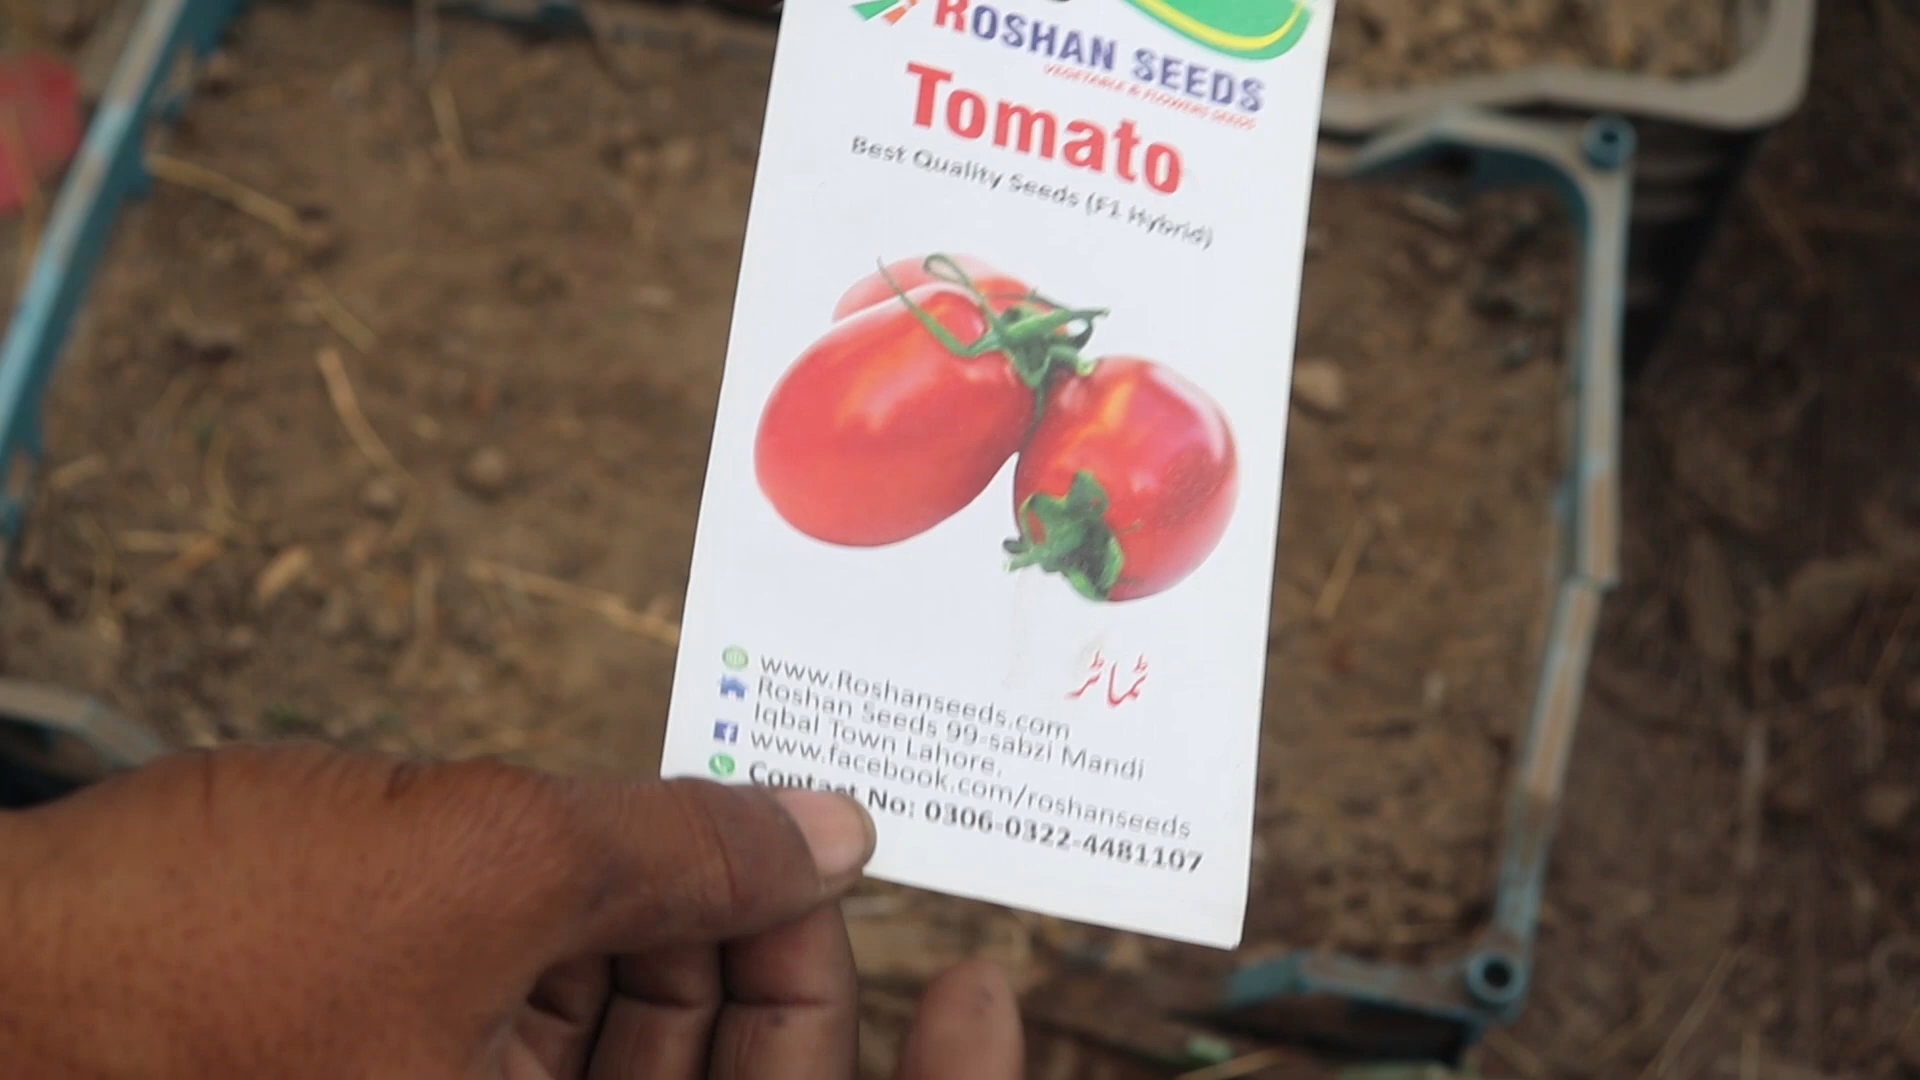 ROSHAN SEEDS
VEGETABLE & FLOWERS SEEDS
Tomato
Best Quality Seeds (F1 Hybrid)
ٹماٹر
www.Roshanseeds.com
Roshan Seeds 99-sabzi Mandi
Iqbal Town Lahore.
www.facebook.com/roshanseeds
Contact No: 0306-0322-4481107